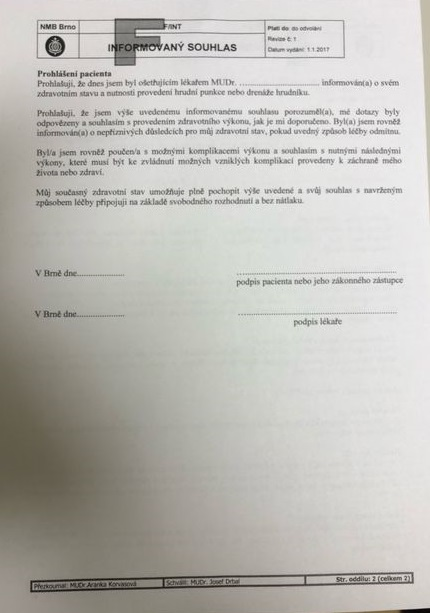 NMB Brno
F/INT
INFORMOVANÝ SOUHLAS
Platí do: do odvolání
Revize č: 1
Datum vydání: 1.1.2017
Prohlášení pacienta
Prohlašuji, že dnes jsem byl ošetřujícím lékařem MUDr. ................................ informován(a) o svém
zdravotním stavu a nutnosti provedení hrudní punkce nebo drenáže hrudníku.
Prohlašuji, že jsem výše uvedenému informovanému souhlasu porozuměl(a), mé dotazy byly
odpovězeny a souhlasím s provedením zdravotního výkonu, jak je mi doporučeno. Byl(a) jsem rovněž
informován(a) o nepříznivých důsledcích pro můj zdravotní stav, pokud uvedný způsob léčby odmítnu.
Byl/a jsem rovněž poučen/a s možnými komplikacemi výkonu a souhlasím s nutnými následnými
výkony, které musí být ke zvládnutí možných vzniklých komplikací provedeny k záchraně mého
života nebo zdraví.
Můj současný zdravotní stav umožňuje plně pochopit výše uvedené a svůj souhlas s navrženým
způsobem léčby připojuji na základě svobodného rozhodnutí a bez nátlaku.
V Brně dne...................
podpis pacienta nebo jeho zákonného zástupce
V Brně dne...................
podpis lékaře
Přezkoumal: MUDr.Aranka Korvasová
Schválil: MUDr. Josef Drbal
Str. oddílu: 2 (celkem 2)